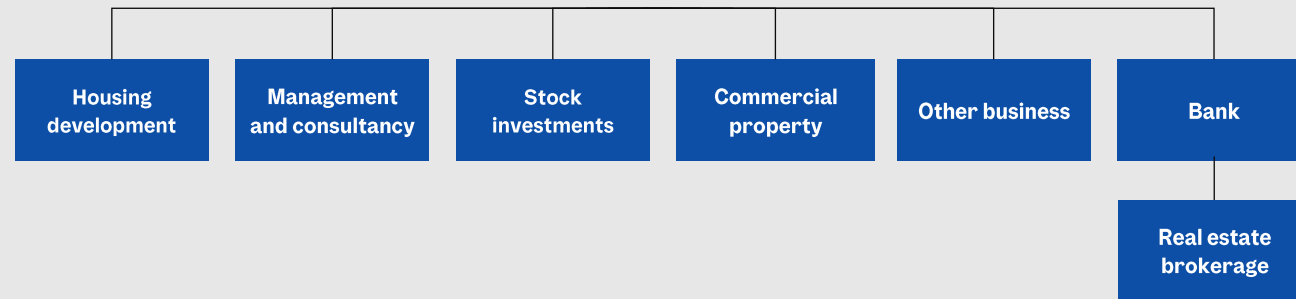 Housing
development
Management
and consultancy
Stock
investments
Commercial
property
Other business
Bank
Real estate
brokerage